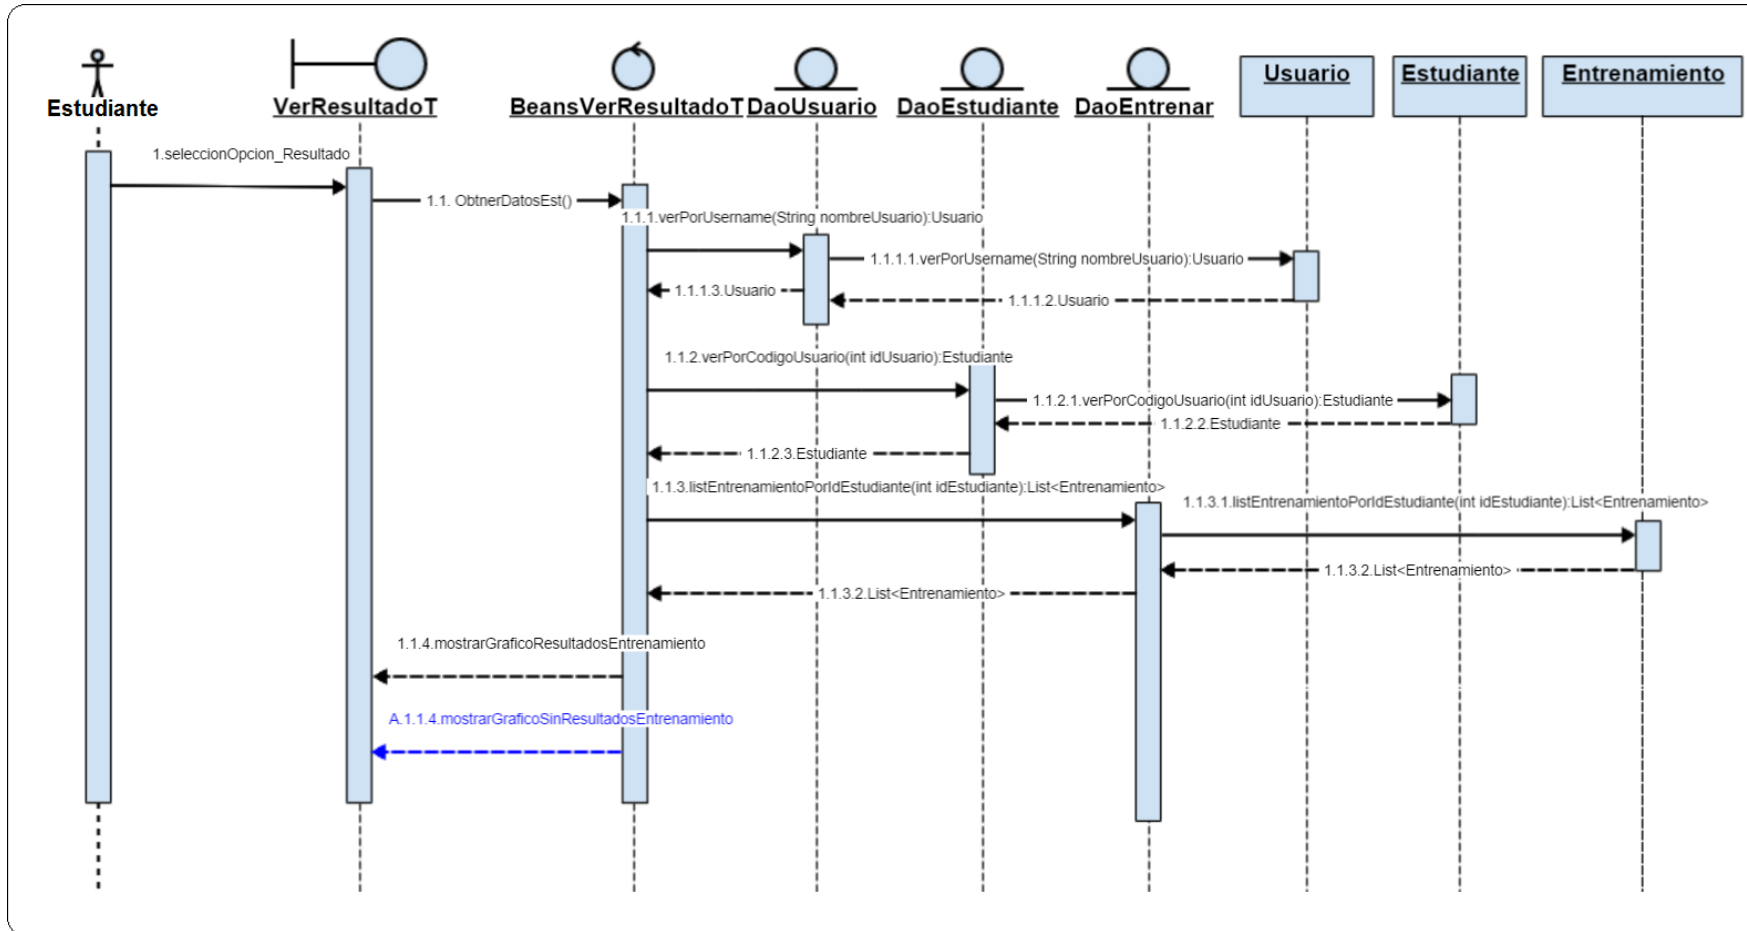 Estudiante
VerResultadoT
BeansVerResultadoT
DaoUsuario
DaoEstudiante
DaoEntrenar
Usuario
Estudiante
Entrenamiento
1.seleccionOpcion_Resultado
1.1. ObtnerDatosEst()
1.1.1.verPorUsername(String nombreUsuario):Usuario
1.1.1.1.verPorUsername(String nombreUsuario):Usuario
1.1.1.3.Usuario
1.1.1.2.Usuario
1.1.2.verPorCodigoUsuario(int idUsuario):Estudiante
1.1.2.1.verPorCodigoUsuario(int idUsuario):Estudiante
1.1.2.2.Estudiante
1.1.2.3.Estudiante
1.1.3.listEntrenamientoPorIdEstudiante(int idEstudiante):List<Entrenamiento>
1.1.3.1.listEntrenamientoPorIdEstudiante(int idEstudiante):List<Entrenamiento>
1.1.3.2.List<Entrenamiento>
1.1.3.2.List<Entrenamiento>
1.1.4.mostrarGraficoResultadosEntrenamiento
A.1.1.4.mostrarGraficoSinResultadosEntrenamiento